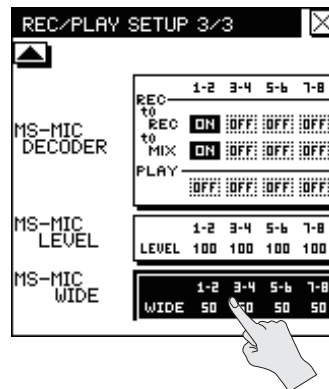 REC/PLAY SETUP 3/3
1-2 3-4 5-6 7-8
REC
to REC ON OFF OFF OFF
to MIX ON OFF OFF OFF
PLAY
OFF OFF OFF OFF
MS-MIC DECODER
MS-MIC LEVEL
1-2 3-4 5-6 7-8
LEVEL 100 100 100 100
MS-MIC WIDE
1-2 3-4 5-6 7-8
WIDE 50 50 50 50